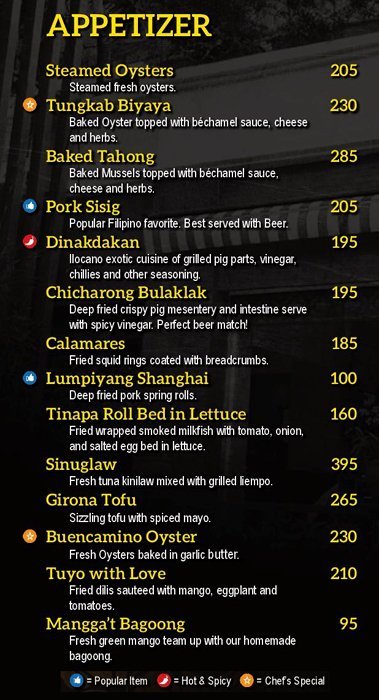 APPETIZER
Steamed Oysters 205
Steamed fresh oysters.
Tungkab Biyaya 230
Baked Oyster topped with béchamel sauce, cheese
and herbs.
Baked Tahong 285
Baked Mussels topped with béchamel sauce,
cheese and herbs.
Pork Sisig 205
Popular Filipino favorite. Best served with Beer.
Dinakdakan 195
Ilocano exotic cuisine of grilled pig parts, vinegar,
chillies and other seasoning.
Chicharong Bulaklak 195
Deep fried crispy pig mesentery and intestine serve
with spicy vinegar. Perfect beer match!
Calamares 185
Fried squid rings coated with breadcrumbs.
Lumpiyang Shanghai 100
Deep fried pork spring rolls.
Tinapa Roll Bed in Lettuce 160
Fried wrapped smoked milkfish with tomato, onion,
and salted egg bed in lettuce.
Sinuglaw 395
Fresh tuna kinilaw mixed with grilled liempo.
Girona Tofu 265
Sizzling tofu with spiced mayo.
Buencamino Oyster 230
Fresh Oysters baked in garlic butter.
Tuyo with Love 210
Fried dilis sauteed with mango, eggplant and
tomatoes.
Mangga't Bagoong 95
Fresh green mango team up with our homemade
bagoong.
= Popular Item = Hot & Spicy = Chef's Special